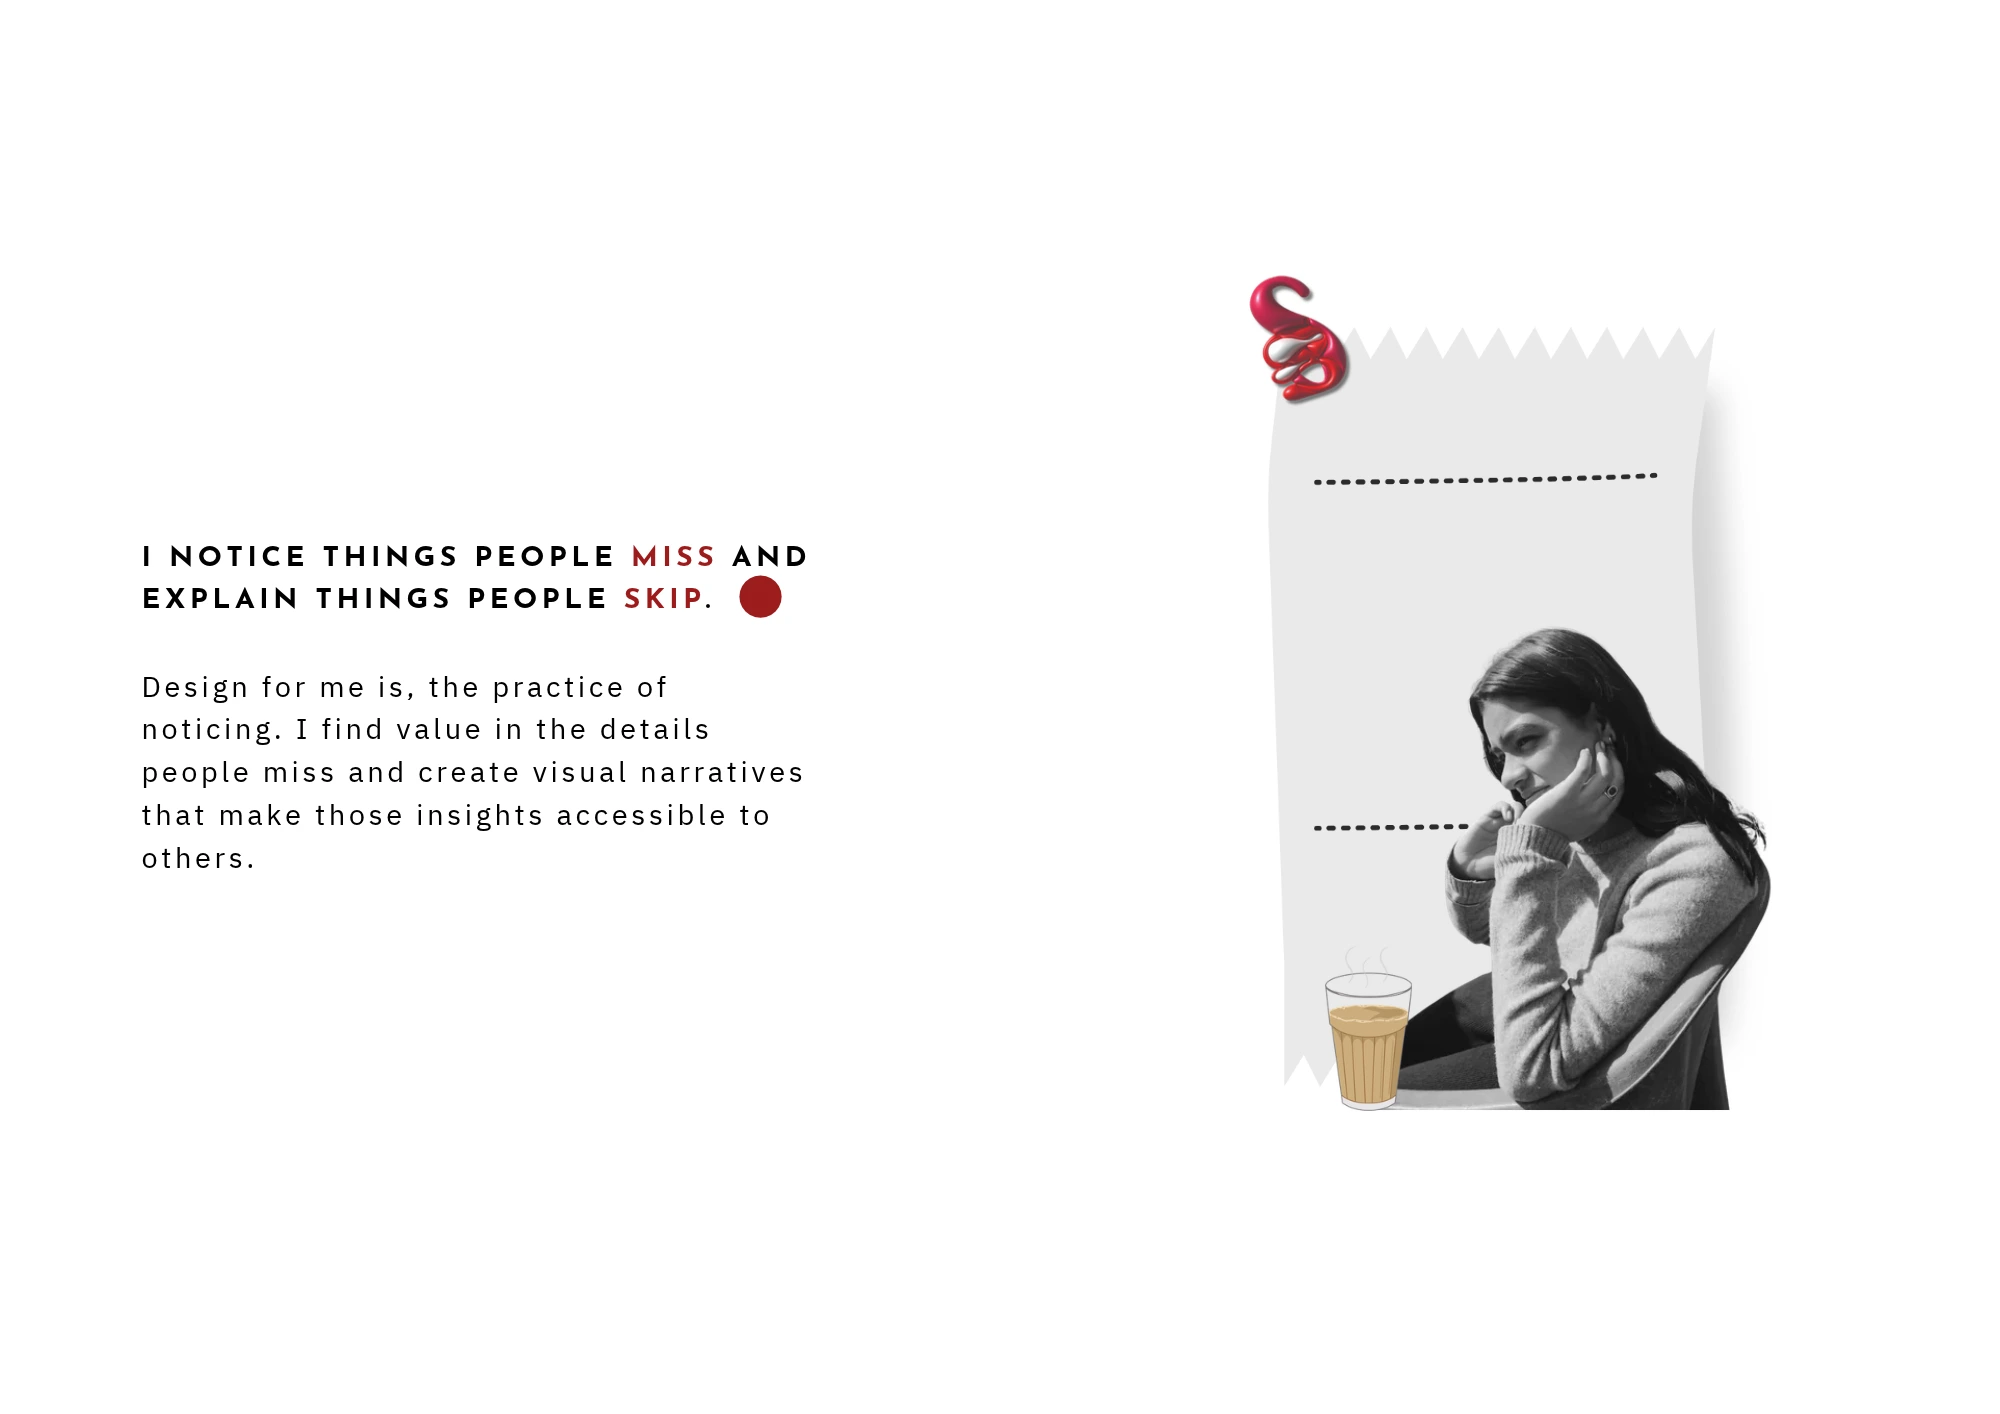 I NOTICE THINGS PEOPLE MISS AND
EXPLAIN THINGS PEOPLE SKIP.
Design for me is, the practice of
noticing. I find value in the details
people miss and create visual narratives
that make those insights accessible to
others.